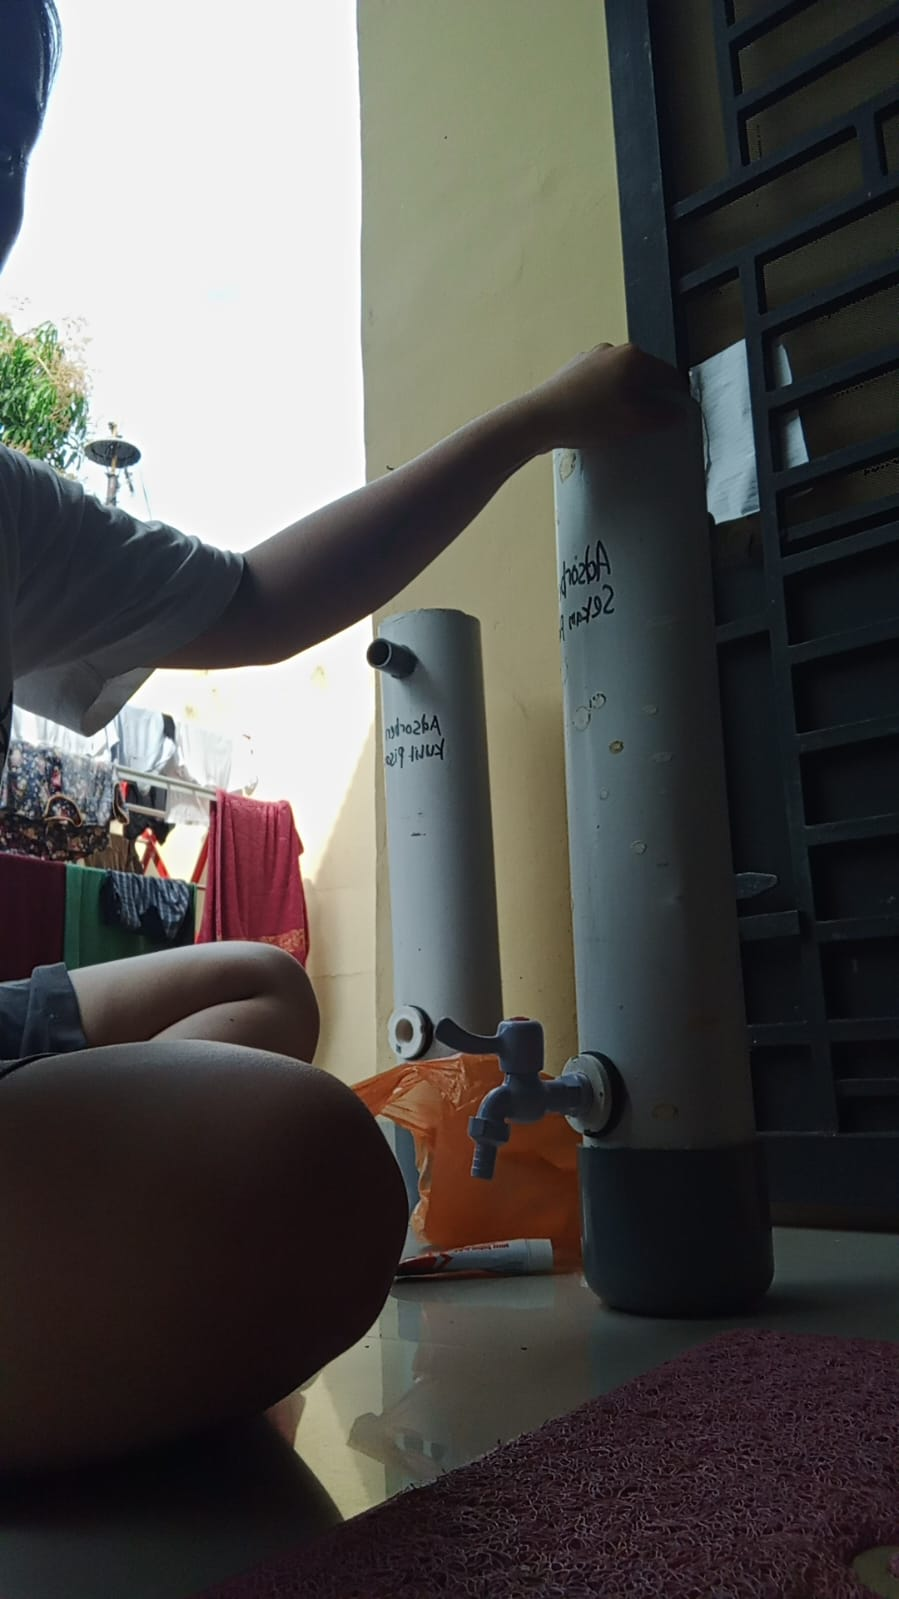 Adsorb
Sekam
Adsorben
kulit Pisa